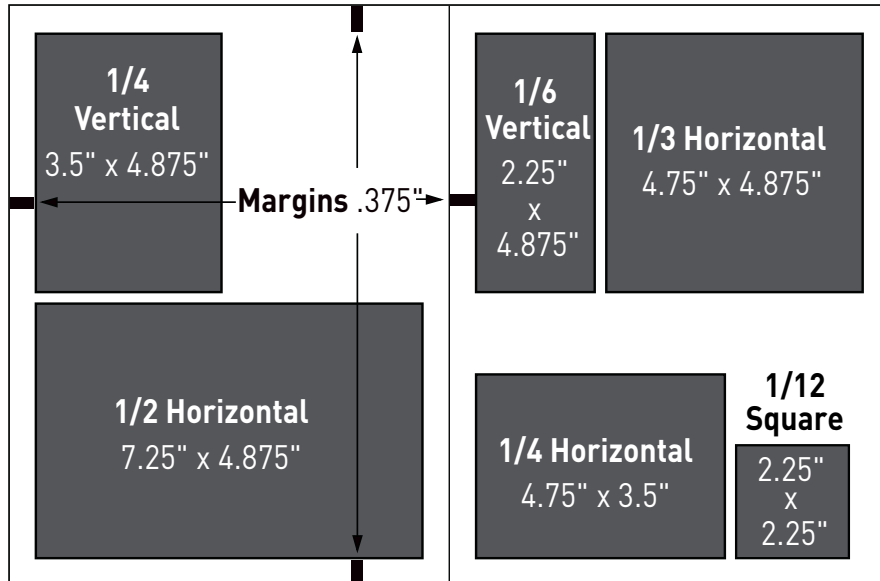 1/4
Vertical
3.5" x 4.875"
Margins .375"
1/2 Horizontal
7.25" x 4.875"
1/6
Vertical
2.25"
x
4.875"
1/3 Horizontal
4.75" x 4.875"
1/4 Horizontal
4.75" x 3.5"
1/12
Square
2.25"
x
2.25"